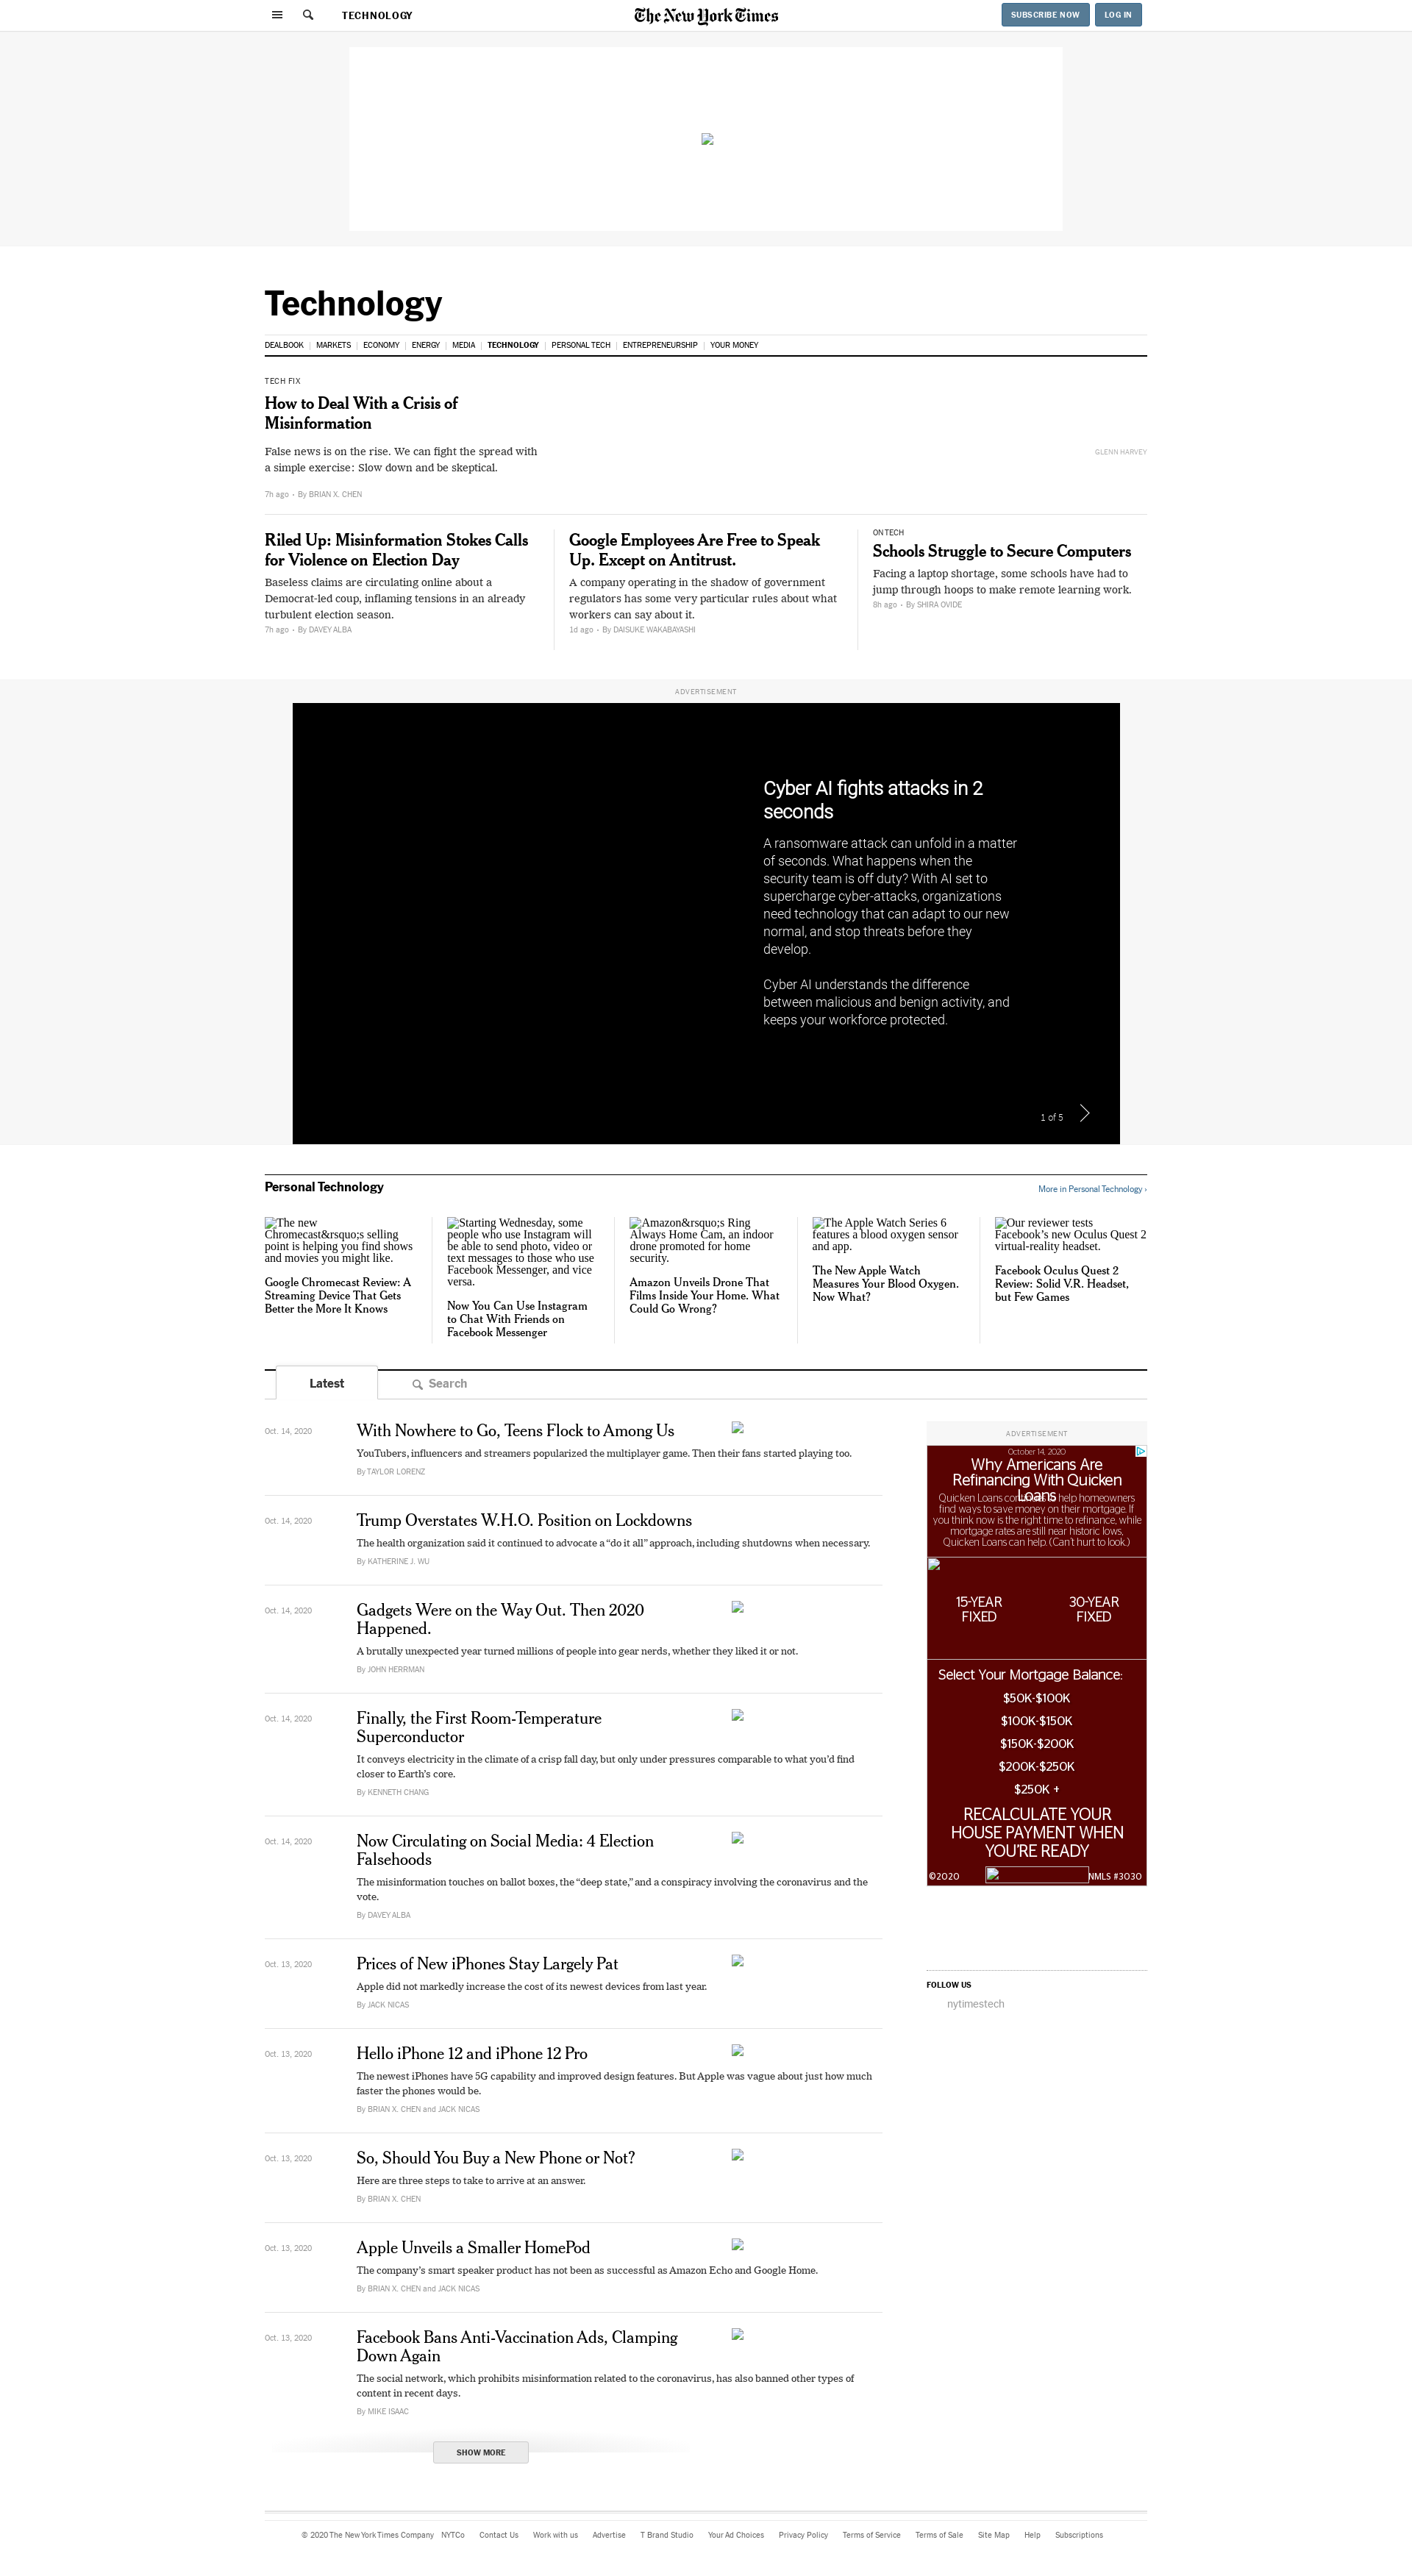 TECHNOLOGY
The New York Times
SUBSCRIBE NOW
LOG IN
Technology
DEALBOOK
MARKETS
ECONOMY
ENERGY
MEDIA
TECHNOLOGY
PERSONAL TECH
ENTREPRENEURSHIP
YOUR MONEY
TECH FIX
How to Deal With a Crisis of
Misinformation
False news is on the rise. We can fight the spread with
a simple exercise: Slow down and be skeptical.
7h ago • By BRIAN X. CHEN
GLENN HARVEY
Riled Up: Misinformation Stokes Calls
for Violence on Election Day
Baseless claims are circulating online about a
Democrat-led coup, inflaming tensions in an already
turbulent election season.
7h ago • By DAVEY ALBA
Google Employees Are Free to Speak
Up. Except on Antitrust.
A company operating in the shadow of government
regulators has some very particular rules about what
workers can say about it.
1d ago • By DAISUKE WAKABAYASHI
ON TECH
Schools Struggle to Secure Computers
Facing a laptop shortage, some schools have had to
jump through hoops to make remote learning work.
8h ago • By SHIRA OVIDE
ADVERTISEMENT
Cyber AI fights attacks in 2
seconds
A ransomware attack can unfold in a matter
of seconds. What happens when the
security team is off duty? With AI set to
supercharge cyber-attacks, organizations
need technology that can adapt to our new
normal, and stop threats before they
develop.
Cyber AI understands the difference
between malicious and benign activity, and
keeps your workforce protected.
1 of 5
Personal Technology
More in Personal Technology ›
The new
Chromecast&rsquo;s selling
point is helping you find shows
and movies you might like.
Google Chromecast Review: A
Streaming Device That Gets
Better the More It Knows
Starting Wednesday, some
people who use Instagram will
be able to send photo, video or
text messages to those who use
Facebook Messenger, and vice
versa.
Now You Can Use Instagram
to Chat With Friends on
Facebook Messenger
Amazon&rsquo;s Ring
Always Home Cam, an indoor
drone promoted for home
security.
Amazon Unveils Drone That
Films Inside Your Home. What
Could Go Wrong?
The Apple Watch Series 6
features a blood oxygen sensor
and app.
The New Apple Watch
Measures Your Blood Oxygen.
Now What?
Our reviewer tests
Facebook's new Oculus Quest 2
virtual-reality headset.
Facebook Oculus Quest 2
Review: Solid V.R. Headset,
but Few Games
Latest
Search
Oct. 14, 2020
With Nowhere to Go, Teens Flock to Among Us
YouTubers, influencers and streamers popularized the multiplayer game. Then their fans started playing too.
By TAYLOR LORENZ
Oct. 14, 2020
Trump Overstates W.H.O. Position on Lockdowns
The health organization said it continued to advocate a “do it all” approach, including shutdowns when necessary.
By KATHERINE J. WU
Oct. 14, 2020
Gadgets Were on the Way Out. Then 2020
Happened.
A brutally unexpected year turned millions of people into gear nerds, whether they liked it or not.
By JOHN HERRMAN
Oct. 14, 2020
Finally, the First Room-Temperature
Superconductor
It conveys electricity in the climate of a crisp fall day, but only under pressures comparable to what you’d find
closer to Earth’s core.
By KENNETH CHANG
Oct. 14, 2020
Now Circulating on Social Media: 4 Election
Falsehoods
The misinformation touches on ballot boxes, the “deep state,” and a conspiracy involving the coronavirus and the
vote.
By DAVEY ALBA
Oct. 13, 2020
Prices of New iPhones Stay Largely Pat
Apple did not markedly increase the cost of its newest devices from last year.
By JACK NICAS
Oct. 13, 2020
Hello iPhone 12 and iPhone 12 Pro
The newest iPhones have 5G capability and improved design features. But Apple was vague about just how much
faster the phones would be.
By BRIAN X. CHEN and JACK NICAS
Oct. 13, 2020
So, Should You Buy a New Phone or Not?
Here are three steps to take to arrive at an answer.
By BRIAN X. CHEN
Oct. 13, 2020
Apple Unveils a Smaller HomePod
The company’s smart speaker product has not been as successful as Amazon Echo and Google Home.
By BRIAN X. CHEN and JACK NICAS
Oct. 13, 2020
Facebook Bans Anti-Vaccination Ads, Clamping
Down Again
The social network, which prohibits misinformation related to the coronavirus, has also banned other types of
content in recent days.
By MIKE ISAAC
SHOW MORE
ADVERTISEMENT
October 14, 2020
Why Americans Are
Refinancing With Quicken
Loans
Quicken Loans continues to help homeowners
find ways to save money on their mortgage. If
you think now is the right time to refinance, while
mortgage rates are still near historic lows,
Quicken Loans can help. (Can't hurt to look.)
15-YEAR
FIXED
30-YEAR
FIXED
Select Your Mortgage Balance:
$50K-$100K
$100K-$150K
$150K-$200K
$200K-$250K
$250K +
RECALCULATE YOUR
HOUSE PAYMENT WHEN
YOU'RE READY
©2020
NMLS #3030
FOLLOW US
nytimestech
© 2020 The New York Times Company
NYTCo
Contact Us
Work with us
Advertise
T Brand Studio
Your Ad Choices
Privacy Policy
Terms of Service
Terms of Sale
Site Map
Help
Subscriptions